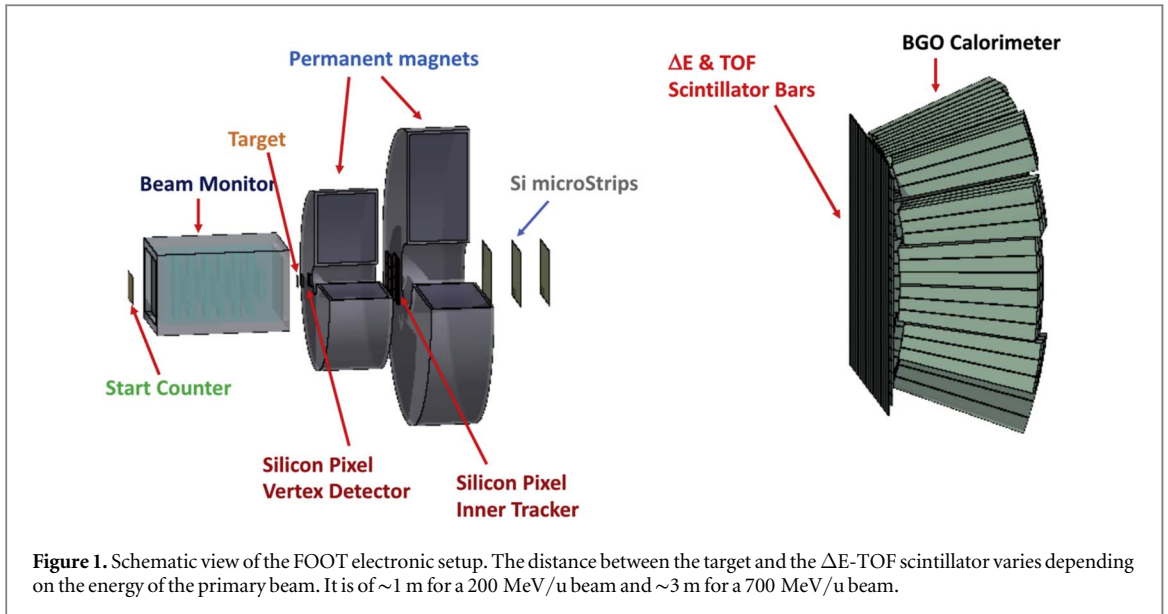 BGO Calorimeter
Permanent magnets
ΔE & TOF
Scintillator Bars
Target
Beam Monitor
Si microStrips
Start Counter
Silicon Pixel
Vertex Detector
Silicon Pixel
Inner Tracker
Figure 1. Schematic view of the FOOT electronic setup. The distance between the target and the ΔE-TOF scintillator varies depending
on the energy of the primary beam. It is of ~1 m for a 200 MeV/u beam and ~3 m for a 700 MeV/u beam.